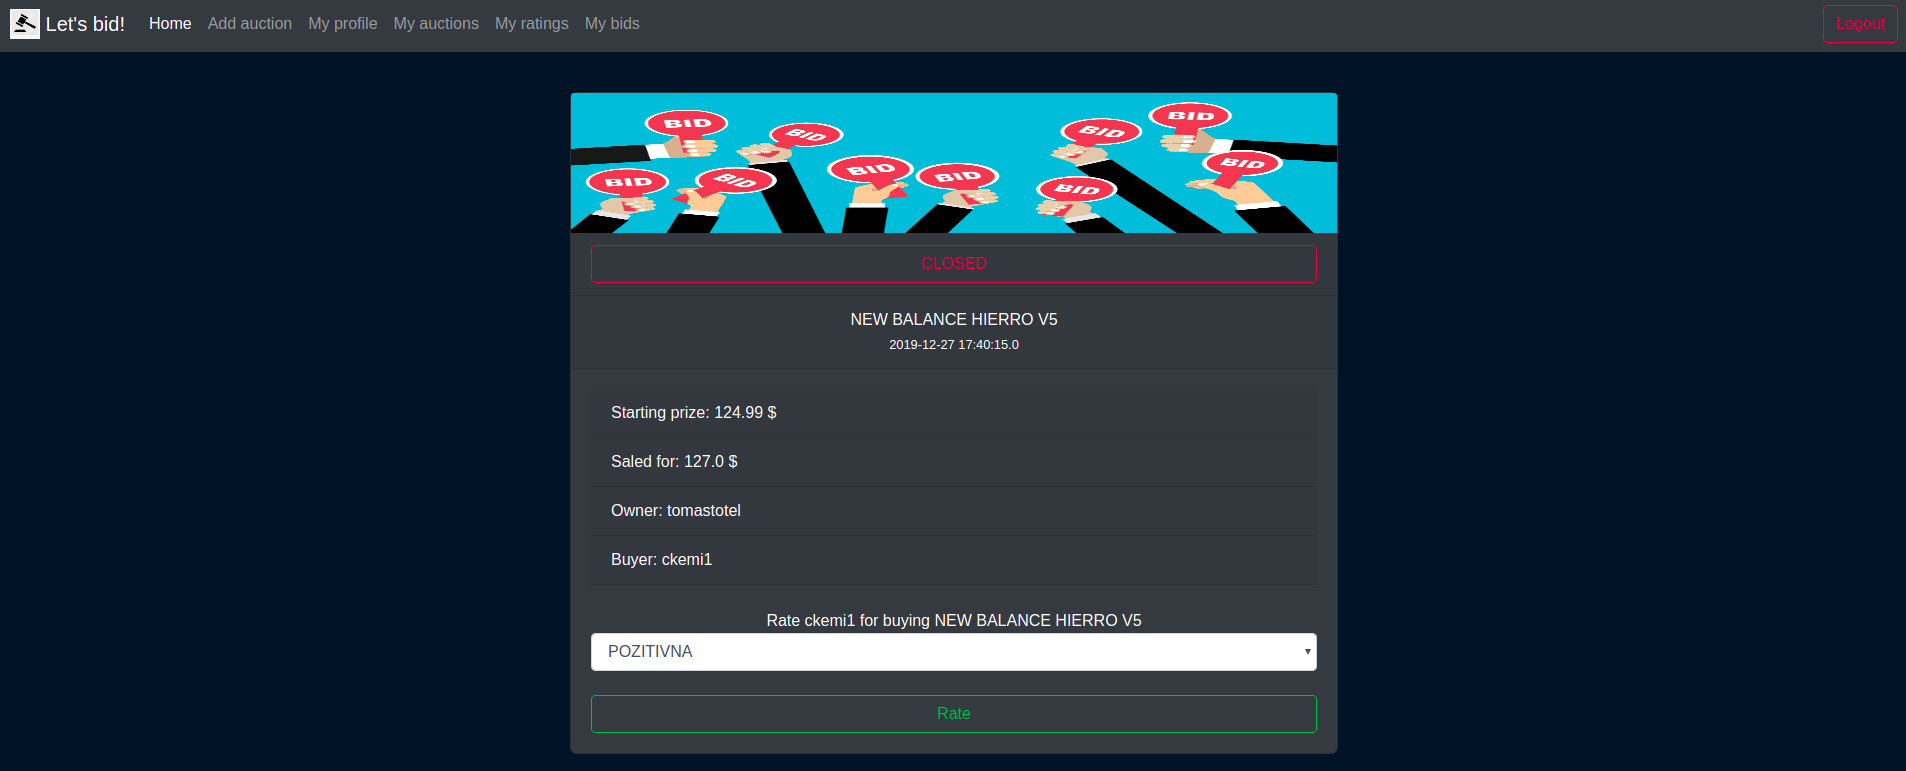 Let's bid! Home Add auction My profile My auctions My ratings My bids Logout
BID BID BID BID
BID BID BID BID BID BID
CLOSED
NEW BALANCE HIERRO V5
2019-12-27 17:40:15.0
Starting prize: 124.99 $
Saled for: 127.0 $
Owner: tomastotel
Buyer: ckemi1
Rate ckemi1 for buying NEW BALANCE HIERRO V5
POZITIVNA
Rate